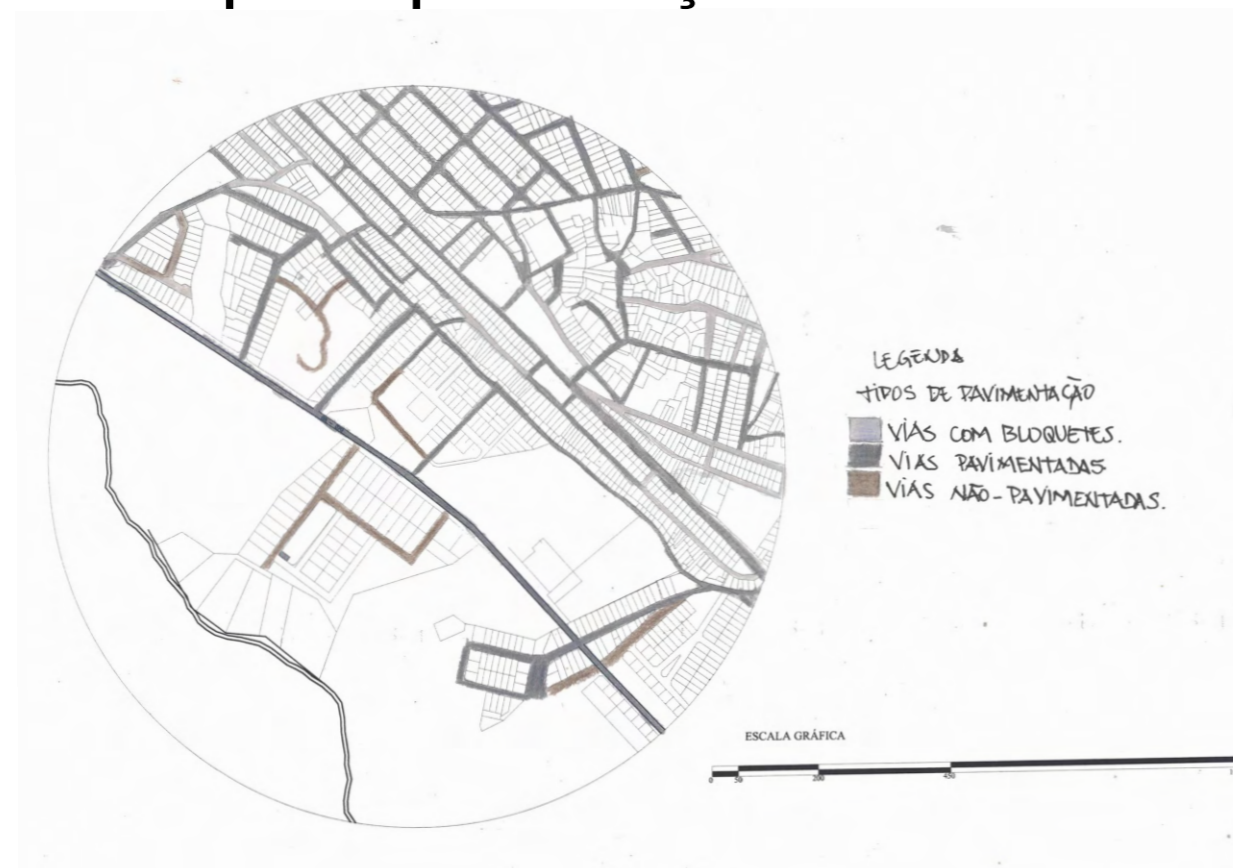 LEGENDA
TIPOS DE PAVIMENTAÇÃO
VIAS COM BLOQUETES.
VIAS PAVIMENTADAS
VIAS NÃO-PAVIMENTADAS.
ESCALA GRÁFICA
0 50 200 450